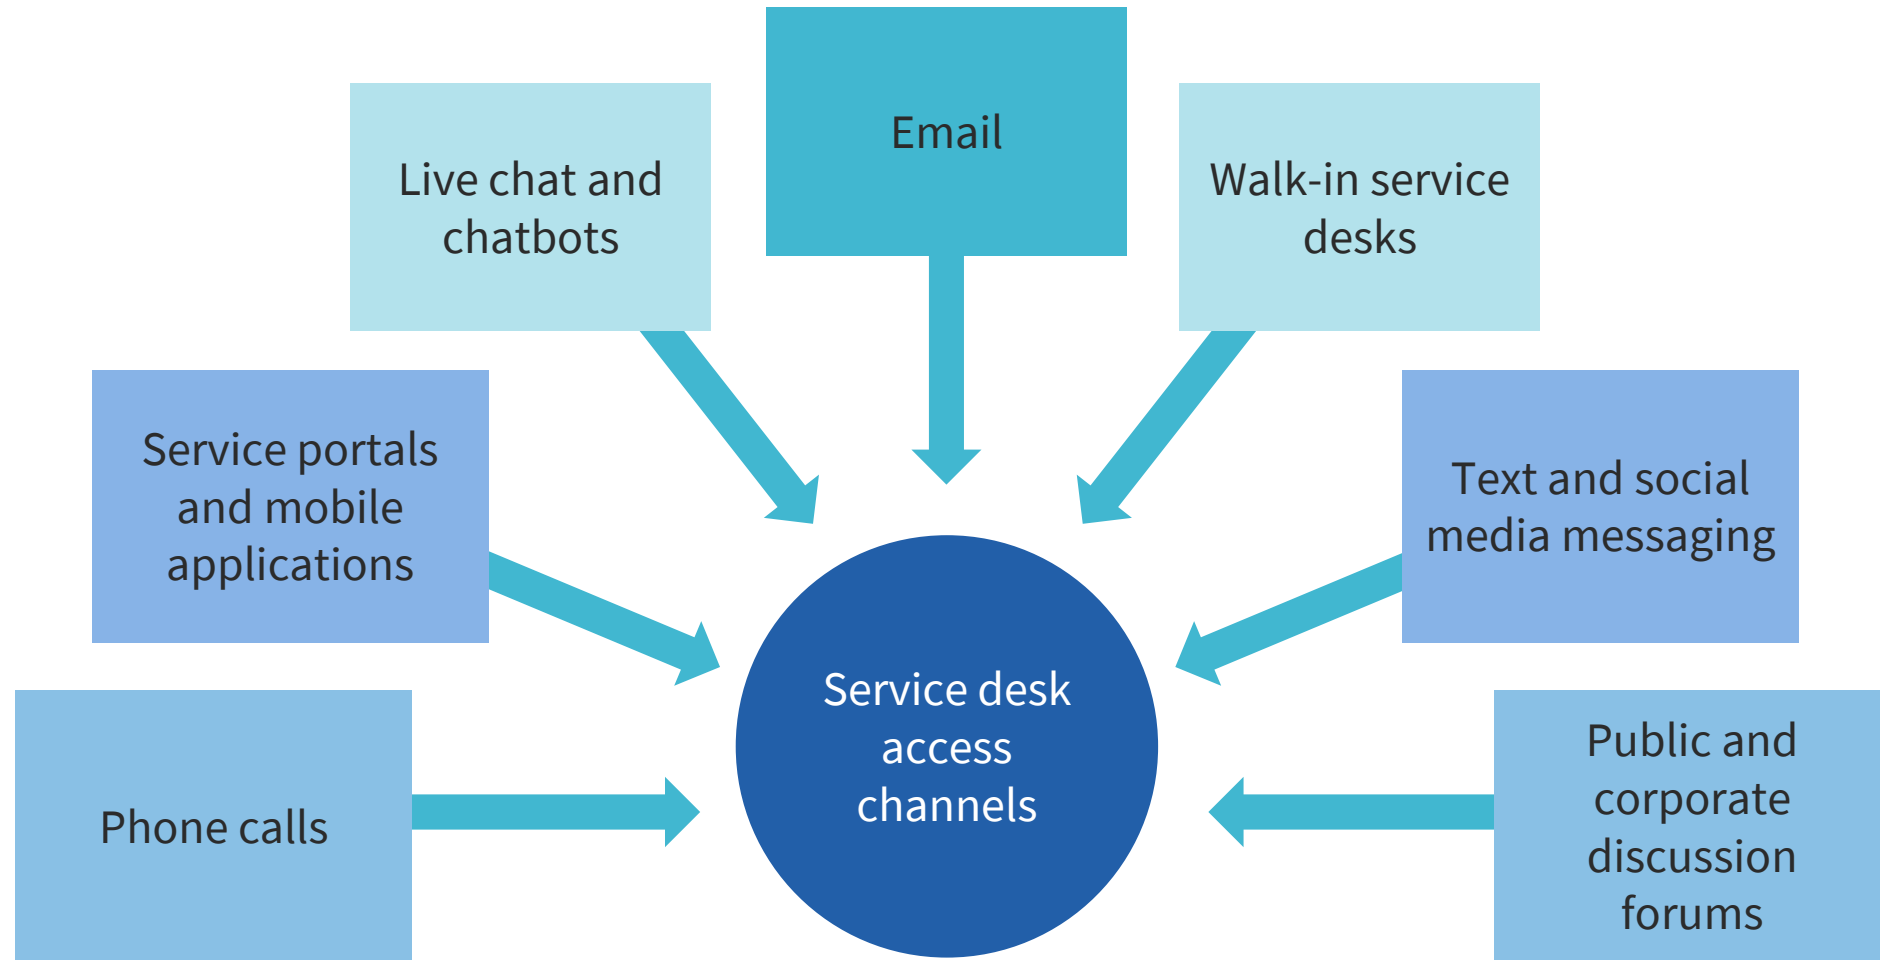 Email
Live chat and
chatbots
Walk-in service
desks
Service portals
and mobile
applications
Text and social
media messaging
Phone calls
Service desk
access
channels
Public and
corporate
discussion
forums